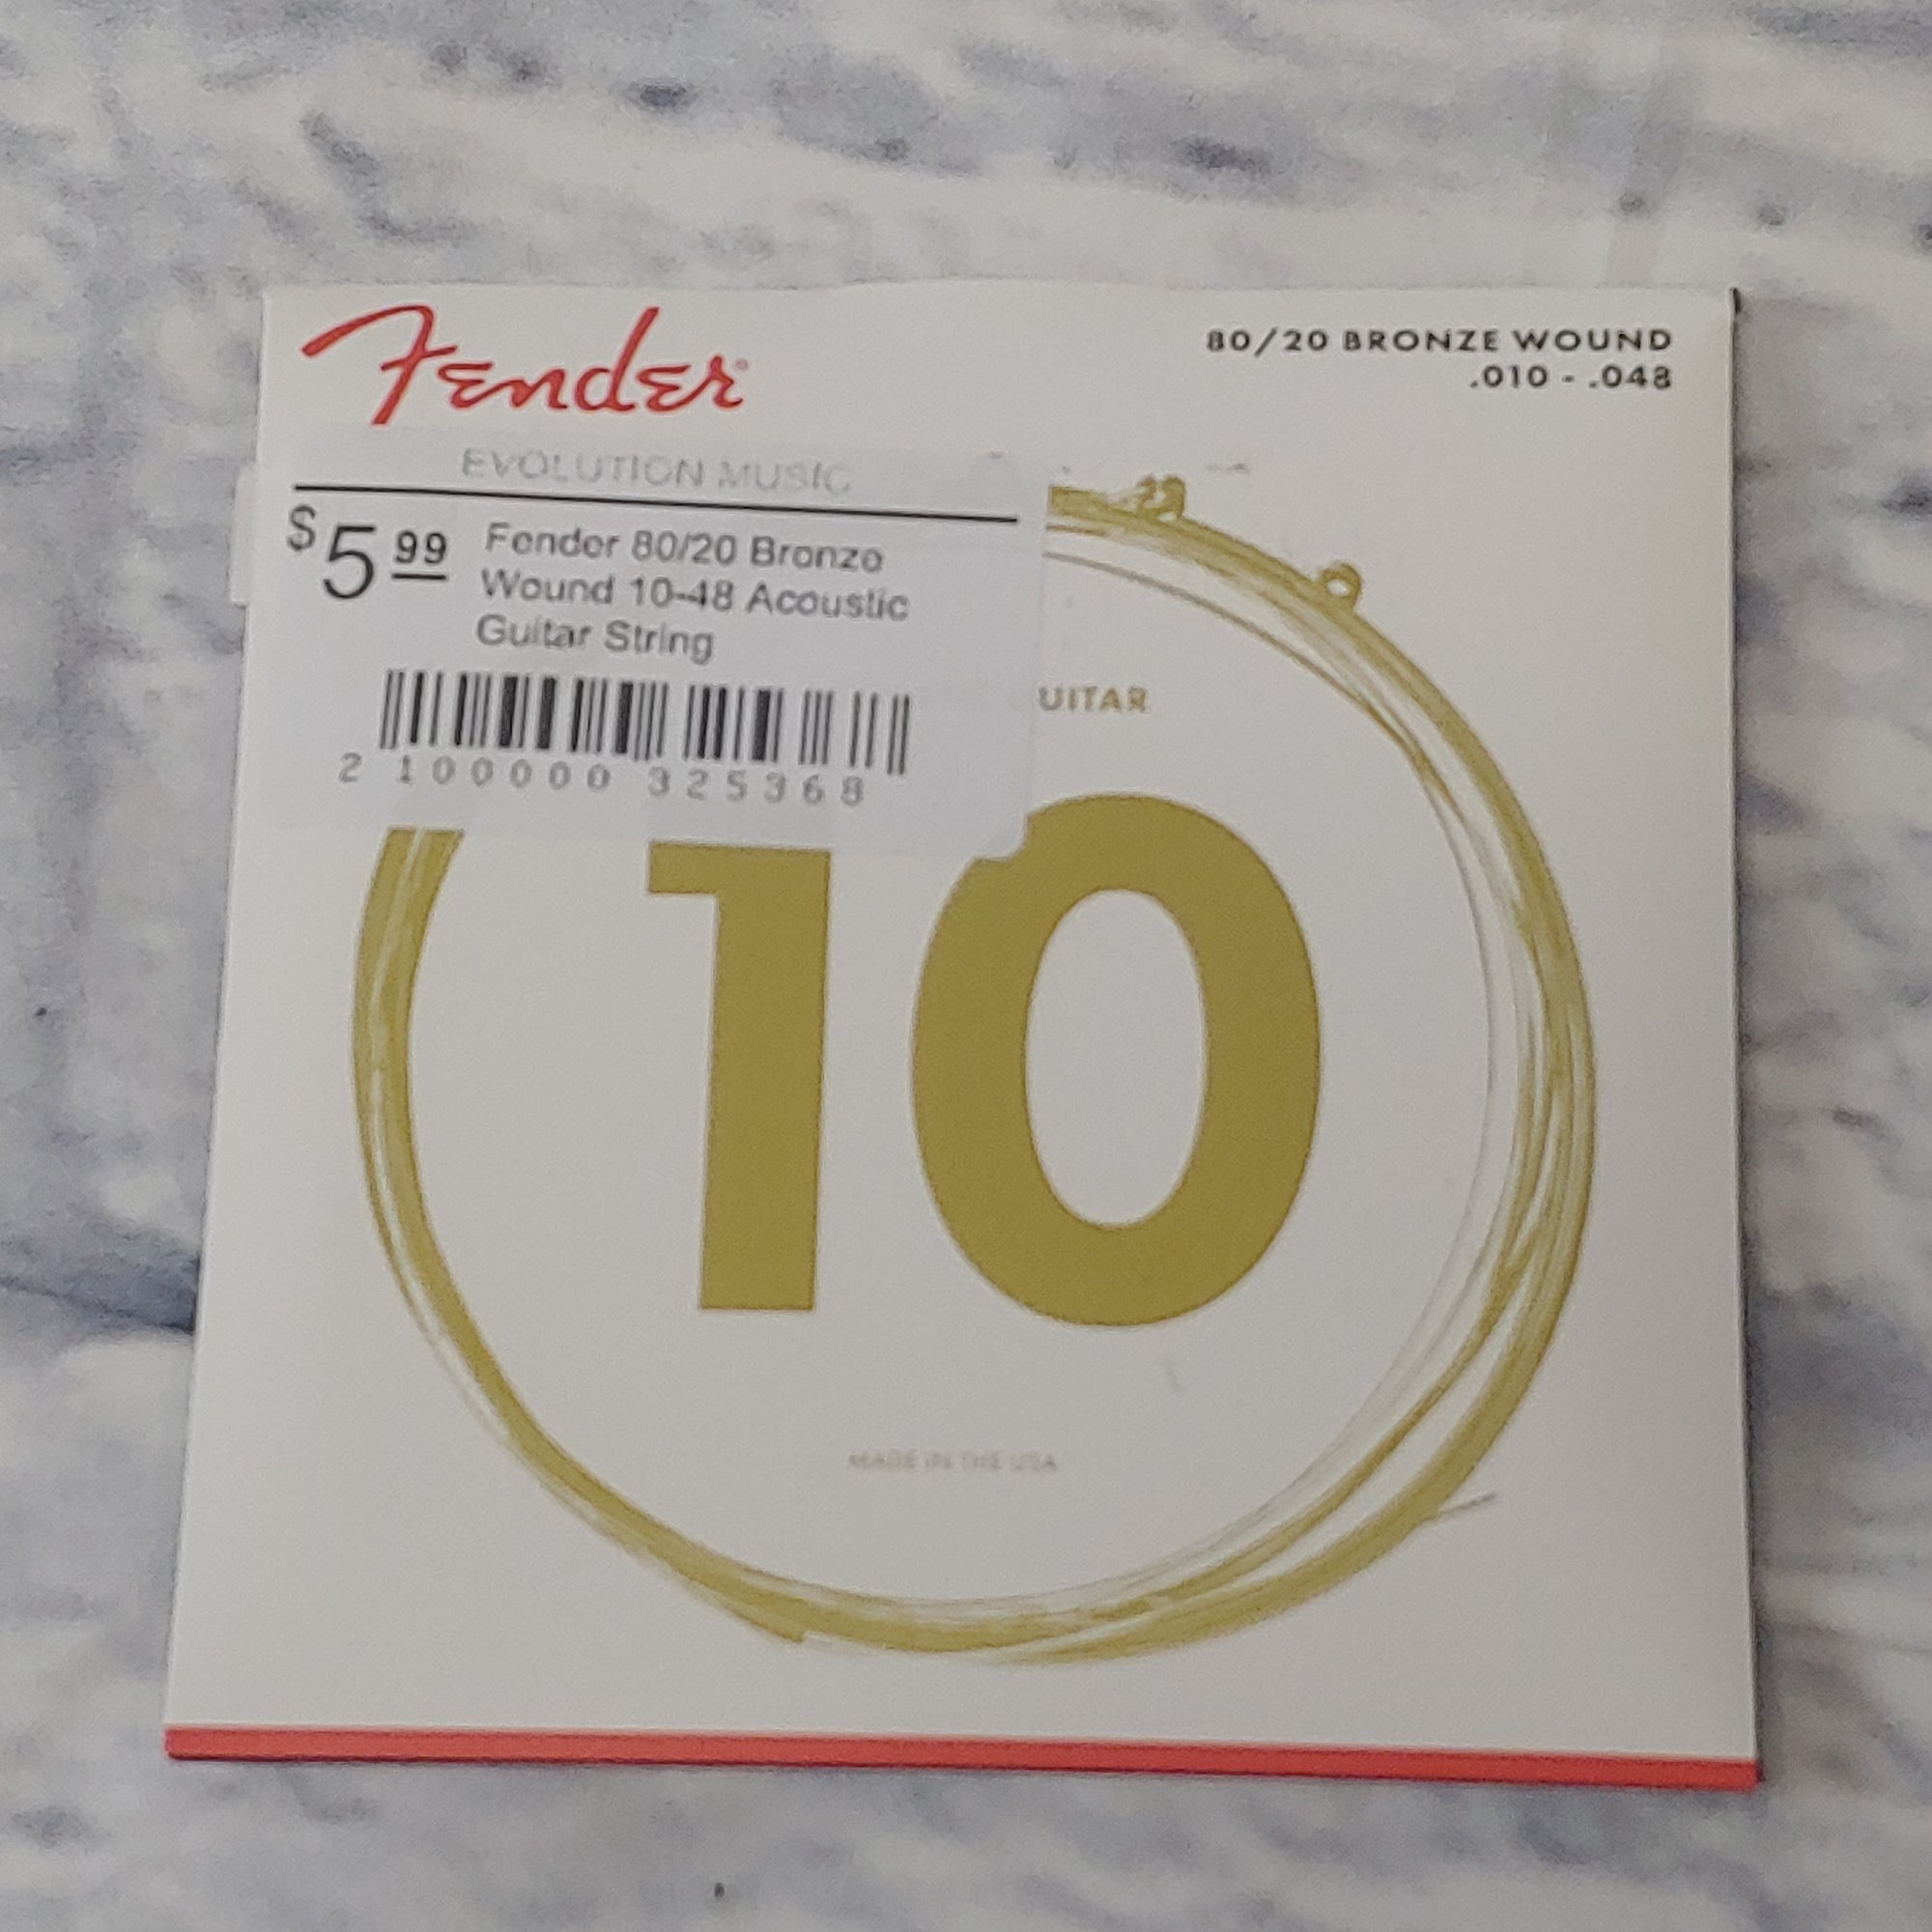 Fender
80/20 BRONZE WOUND
.010 - .048
EVOLUTION MUSIC
$5 99
Fender 80/20 Bronze
Wound 10-48 Acoustic
Guitar String
2 100000 325368
UITAR
10
MADE IN THE USA